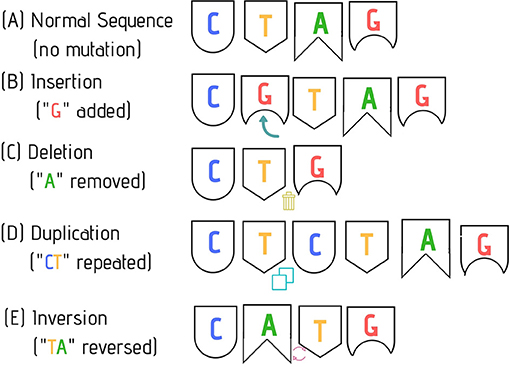 (A) Normal Sequence
(no mutation)
C T A G
(B) Insertion
("G" added)
C G T A G
(C) Deletion
("A" removed)
C T G
(D) Duplication
("CT" repeated)
C T C T A G
(E) Inversion
("TA" reversed)
C A T G